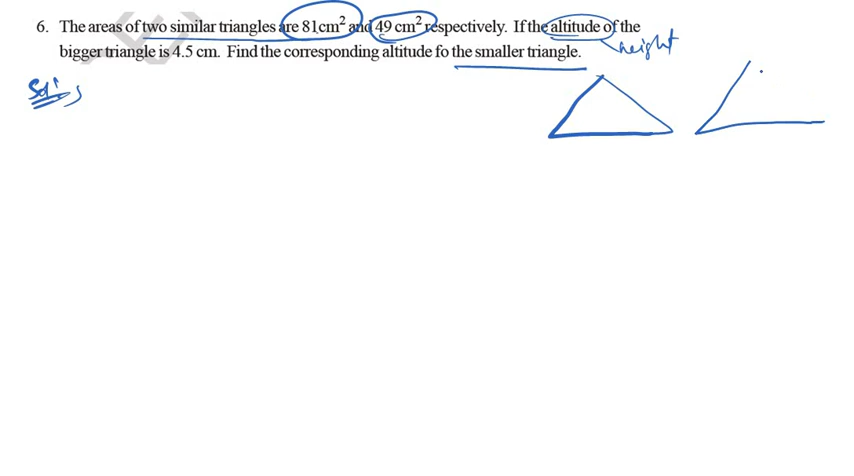 6. The areas of two similar triangles are 81cm² and 49 cm² respectively. If the altitude of the
bigger triangle is 4.5 cm. Find the corresponding altitude fo the smaller triangle.
height
Sol: